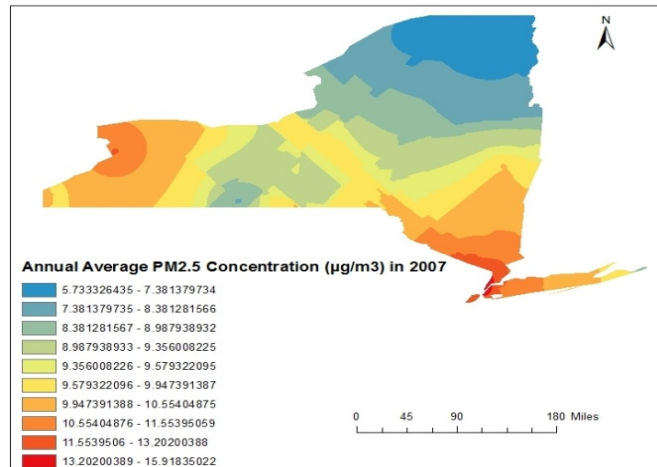 N
Annual Average PM2.5 Concentration (µg/m3) in 2007
5.733326435 - 7.381379734
7.381379735 - 8.381281566
8.381281567 - 8.987938932
8.987938933 - 9.356008225
9.356008226 - 9.579322095
9.579322096 - 9.947391387
9.947391388 - 10.55404875
10.55404876 - 11.55395059
11.5539506 - 13.20200388
13.20200389 - 15.91835022
0 45 90 180 Miles